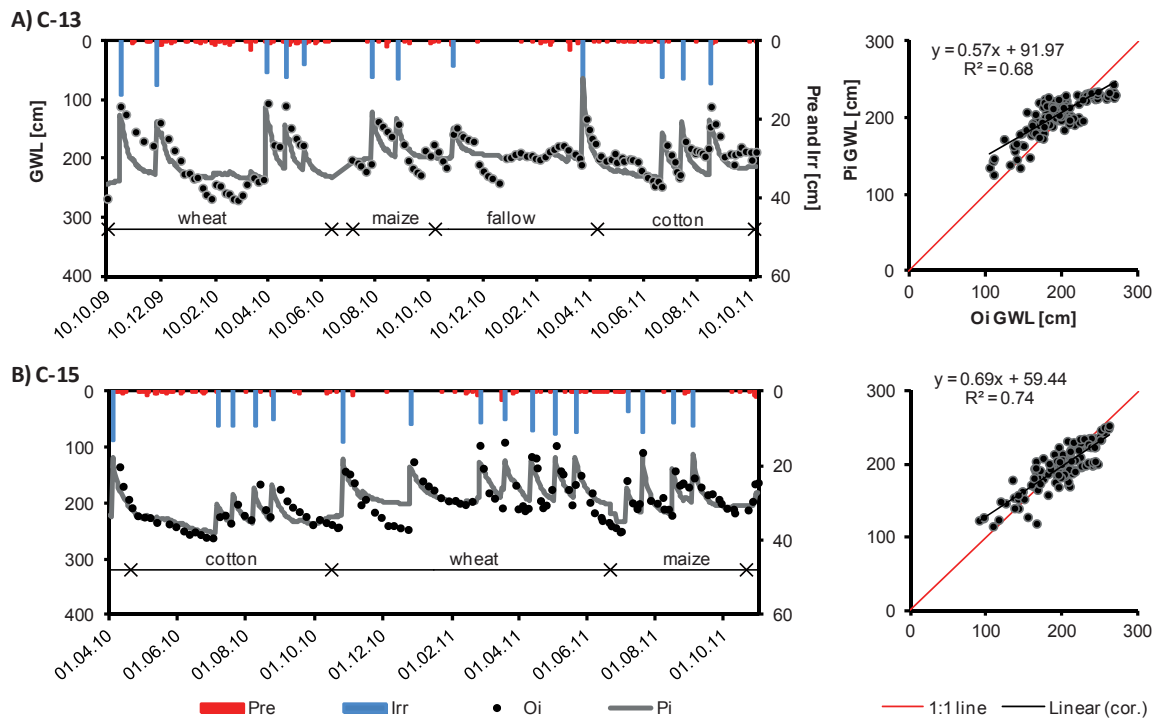 A) C-13
0
100
200
300
400
GWL [cm]
0
20
40
60
Pre and Irr [cm]
wheat
maize
fallow
cotton
10.10.09
10.12.09
10.02.10
10.04.10
10.06.10
10.08.10
10.10.10
10.12.10
10.02.11
10.04.11
10.06.11
10.08.11
10.10.11
y = 0.57x + 91.97
R² = 0.68
300
200
100
0
Pi GWL [cm]
0 100 200 300
Oi GWL [cm]
B) C-15
0
100
200
300
400
0
20
40
60
cotton
wheat
maize
01.04.10
01.06.10
01.08.10
01.10.10
01.12.10
01.02.11
01.04.11
01.06.11
01.08.11
01.10.11
y = 0.69x + 59.44
R² = 0.74
300
200
100
0
0 100 200 300
Pre Irr Oi Pi
1:1 line Linear (cor.)